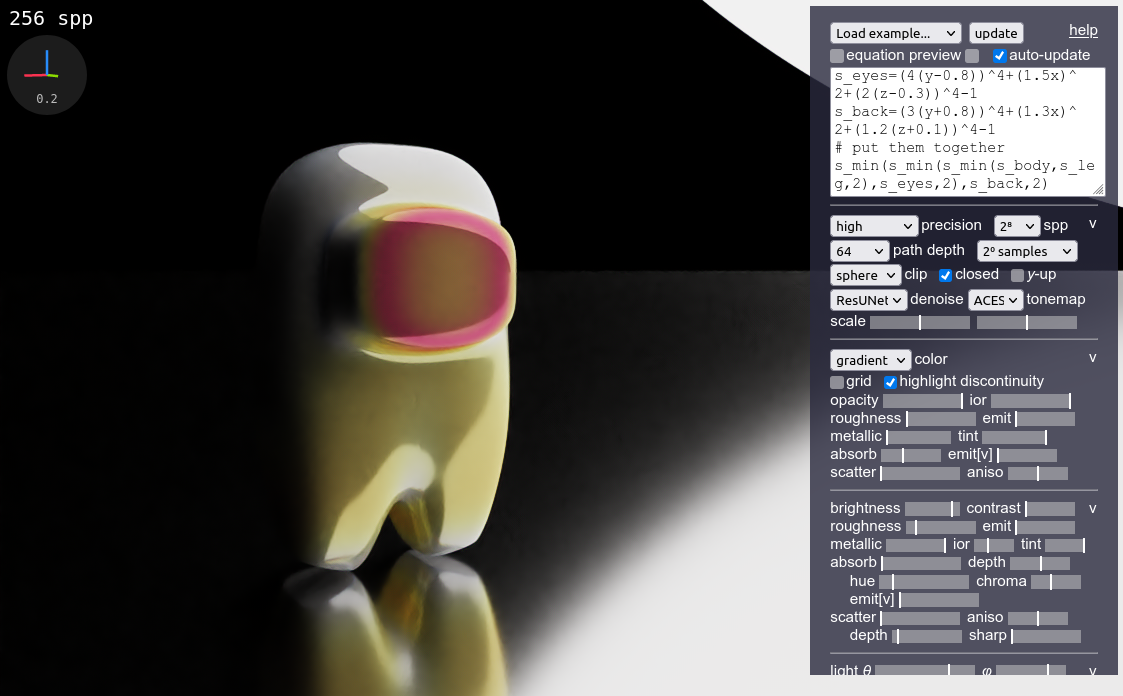 256 spp
0.2
Load example...
update
help
equation preview
auto-update
s_eyes=(4(y-0.8))^4+(1.5x)^
2+(2(z-0.3))^4-1
s_back=(3(y+0.8))^4+(1.3x)^
2+(1.2(z+0.1))^4-1
# put them together
s_min(s_min(s_min(s_body,s_le
g,2),s_eyes,2),s_back,2)
high precision 2⁸ spp v
64 path depth 2⁰ samples
sphere clip closed y-up
ResUNet denoise ACES tonemap
scale
gradient color v
grid highlight discontinuity
opacity ior
roughness emit
metallic tint
absorb emit[v]
scatter aniso
brightness contrast v
roughness emit
metallic ior tint
absorb depth
hue chroma
emit[v]
scatter aniso
depth sharp
light θ φ v